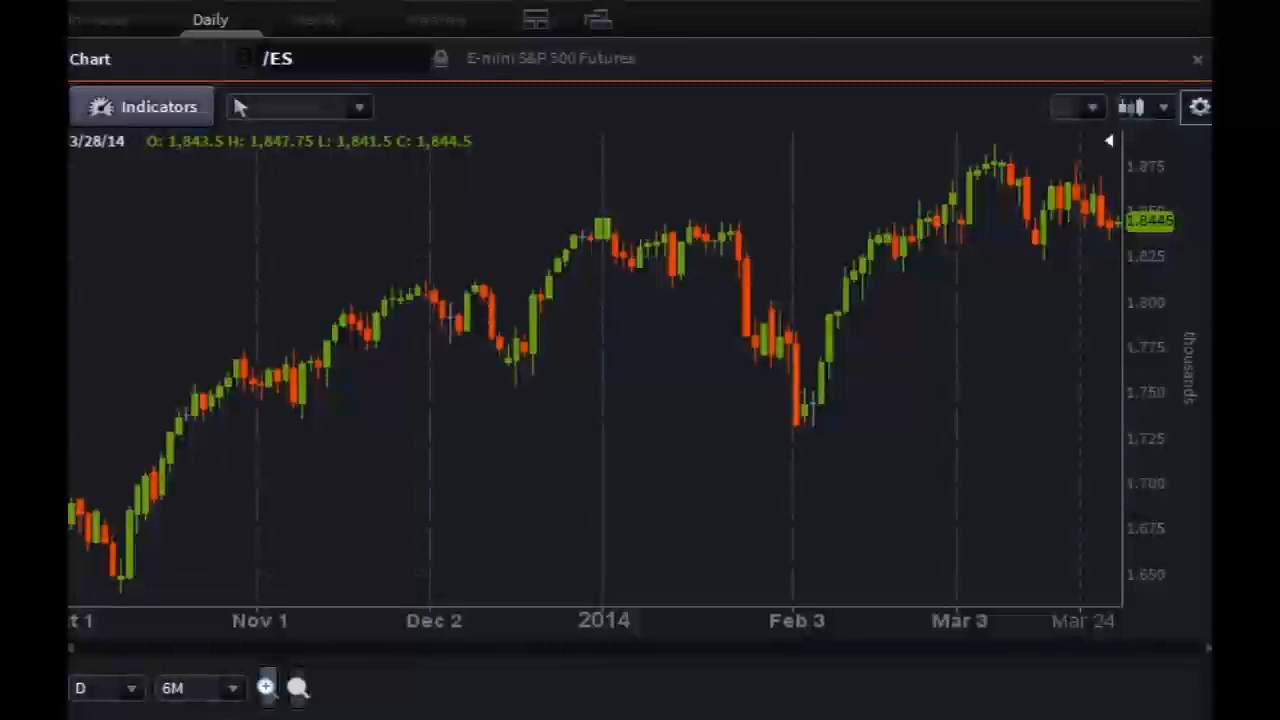 Daily
Chart /ES E-mini S&P 500 Futures
Indicators
3/28/14 O: 1,843.5 H: 1,847.75 L: 1,841.5 C: 1,844.5
1.875
1.8445
1.825
1.800
1.775
thousands
1.750
1.725
1.700
1.675
1.650
t 1 Nov 1 Dec 2 2014 Feb 3 Mar 3 Mar 24
D 6M